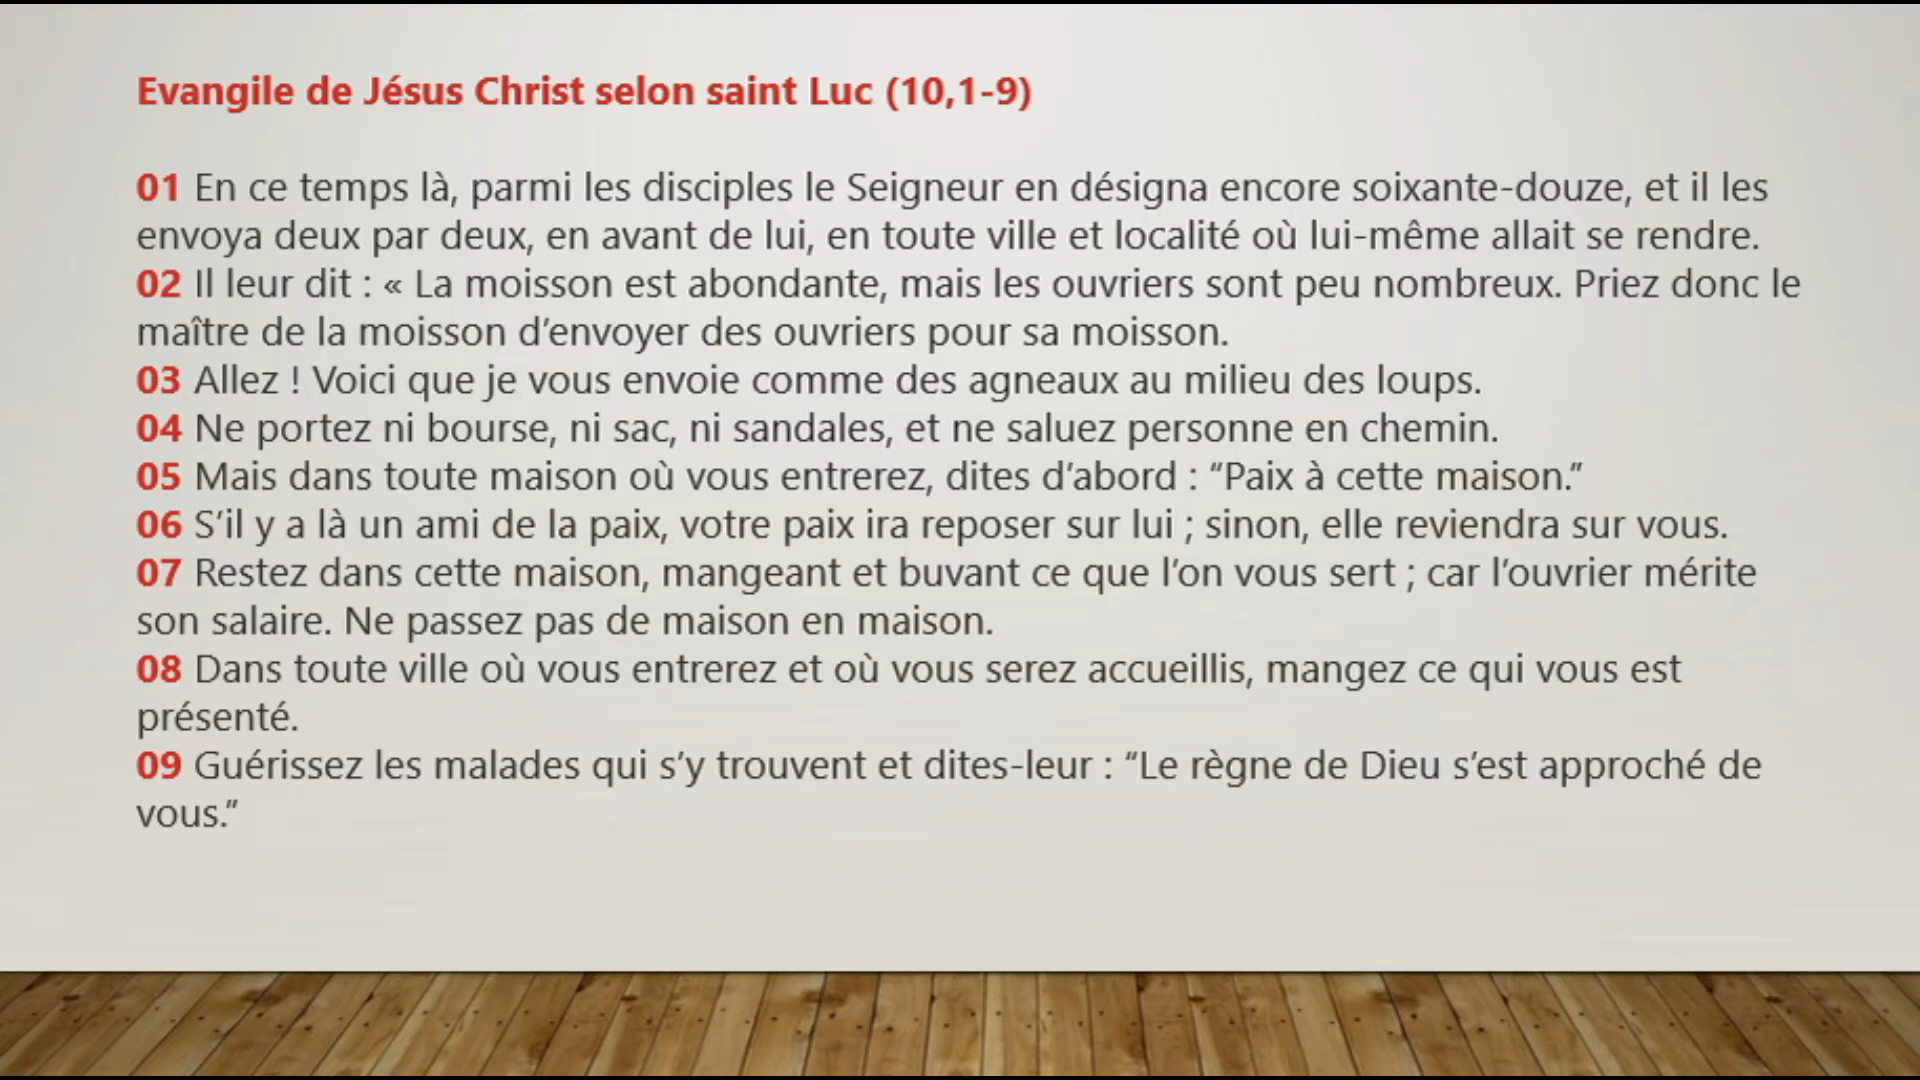 Evangile de Jésus Christ selon saint Luc (10,1-9)
01 En ce temps là, parmi les disciples le Seigneur en désigna encore soixante-douze, et il les
envoya deux par deux, en avant de lui, en toute ville et localité où lui-même allait se rendre.
02 Il leur dit : « La moisson est abondante, mais les ouvriers sont peu nombreux. Priez donc le
maître de la moisson d’envoyer des ouvriers pour sa moisson.
03 Allez ! Voici que je vous envoie comme des agneaux au milieu des loups.
04 Ne portez ni bourse, ni sac, ni sandales, et ne saluez personne en chemin.
05 Mais dans toute maison où vous entrerez, dites d’abord : “Paix à cette maison.”
06 S’il y a là un ami de la paix, votre paix ira reposer sur lui ; sinon, elle reviendra sur vous.
07 Restez dans cette maison, mangeant et buvant ce que l’on vous sert ; car l’ouvrier mérite
son salaire. Ne passez pas de maison en maison.
08 Dans toute ville où vous entrerez et où vous serez accueillis, mangez ce qui vous est
présenté.
09 Guérissez les malades qui s’y trouvent et dites-leur : “Le règne de Dieu s’est approché de
vous.”